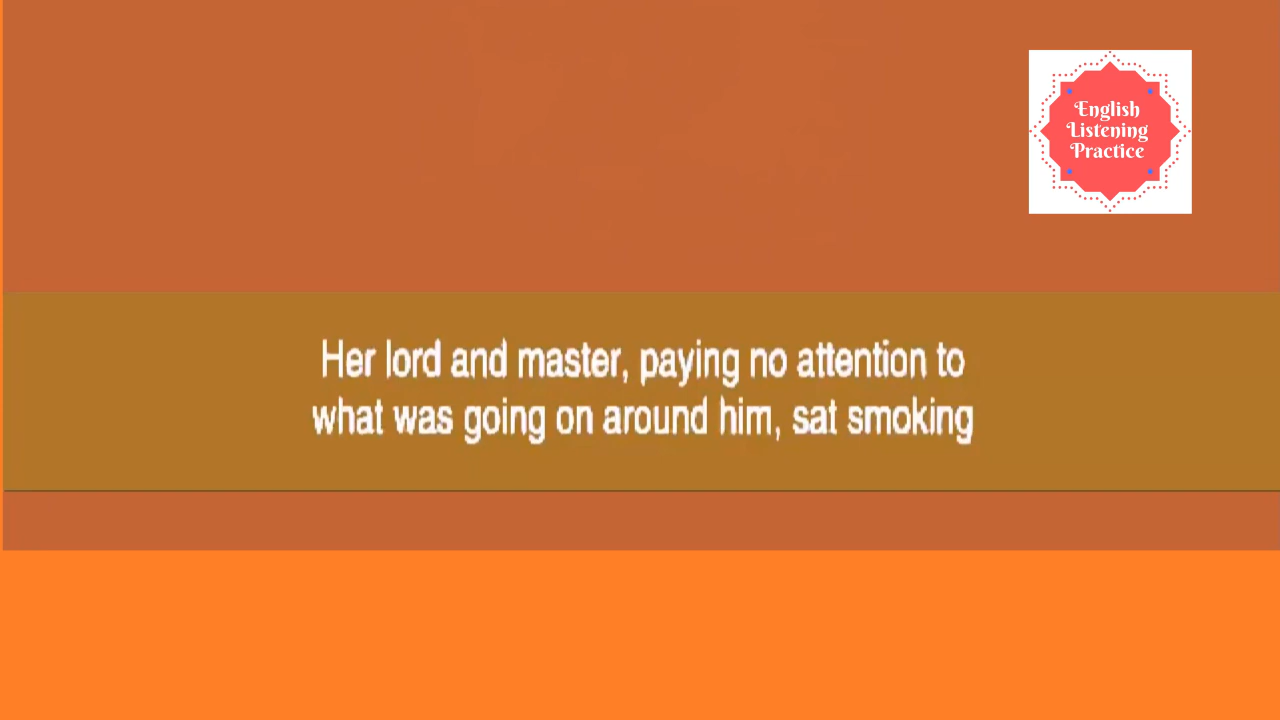 English
Listening
Practice
Her lord and master, paying no attention to
what was going on around him, sat smoking